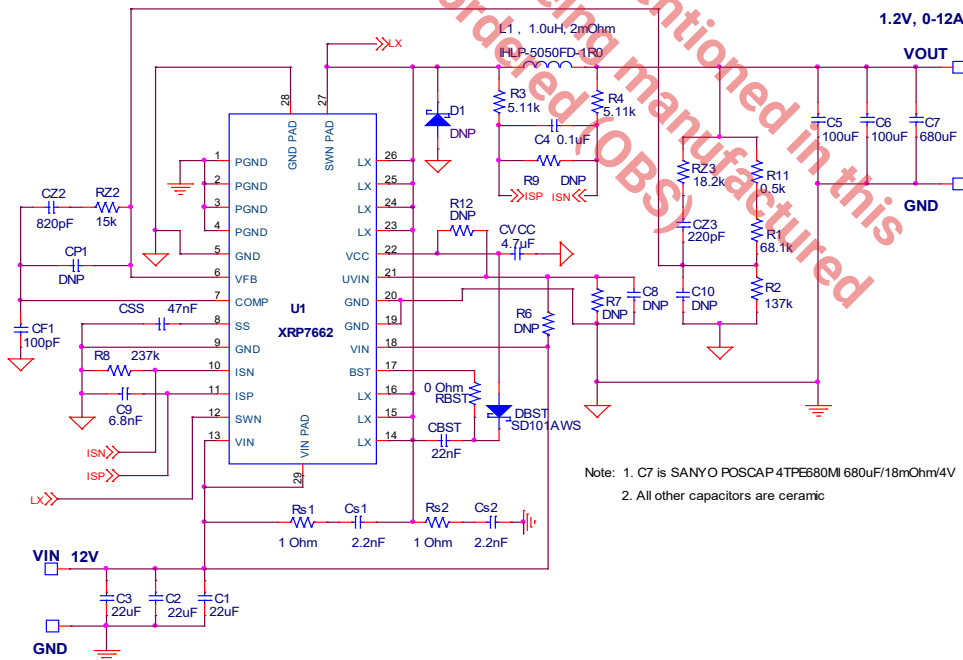 mentioned in this
being manufactured
ordered (OBS)
1.2V, 0-12A
VOUT
GND
L1 , 1.0uH, 2mOhm
IHLP-5050FD-1R0
LX
R3
5.11k
R4
5.11k
C4 0.1uF
R9 DNP
ISP ISN
D1
DNP
C5
100uF
C6
100uF
C7
680uF
RZ3
18.2k
CZ3
220pF
R11
0.5k
R1
68.1k
R2
137k
C10
DNP
C8
DNP
R7
DNP
R6
DNP
R12
DNP
CVCC
4.7uF
CZ2
820pF
RZ2
15k
CP1
DNP
CF1
100pF
CSS 47nF
R8 237k
C9
6.8nF
ISN
ISP
LX
28
27
GND PAD
SWN PAD
1 PGND
2 PGND
3 PGND
4 PGND
5 GND
6 VFB
7 COMP
8 SS
9 GND
10 ISN
11 ISP
12 SWN
13 VIN
U1
XRP7662
LX 26
LX 25
LX 24
LX 23
VCC 22
UVIN 21
GND 20
GND 19
VIN 18
BST 17
LX 16
LX 15
LX 14
VIN PAD
29
0 Ohm
RBST
DBST
SD101AWS
CBST
22nF
Rs1
1 Ohm
Cs1
2.2nF
Rs2
1 Ohm
Cs2
2.2nF
VIN 12V
C3
22uF
C2
22uF
C1
22uF
GND
Note: 1. C7 is SANYO POSCAP 4TPE680MI 680uF/18mOhm/4V
2. All other capacitors are ceramic